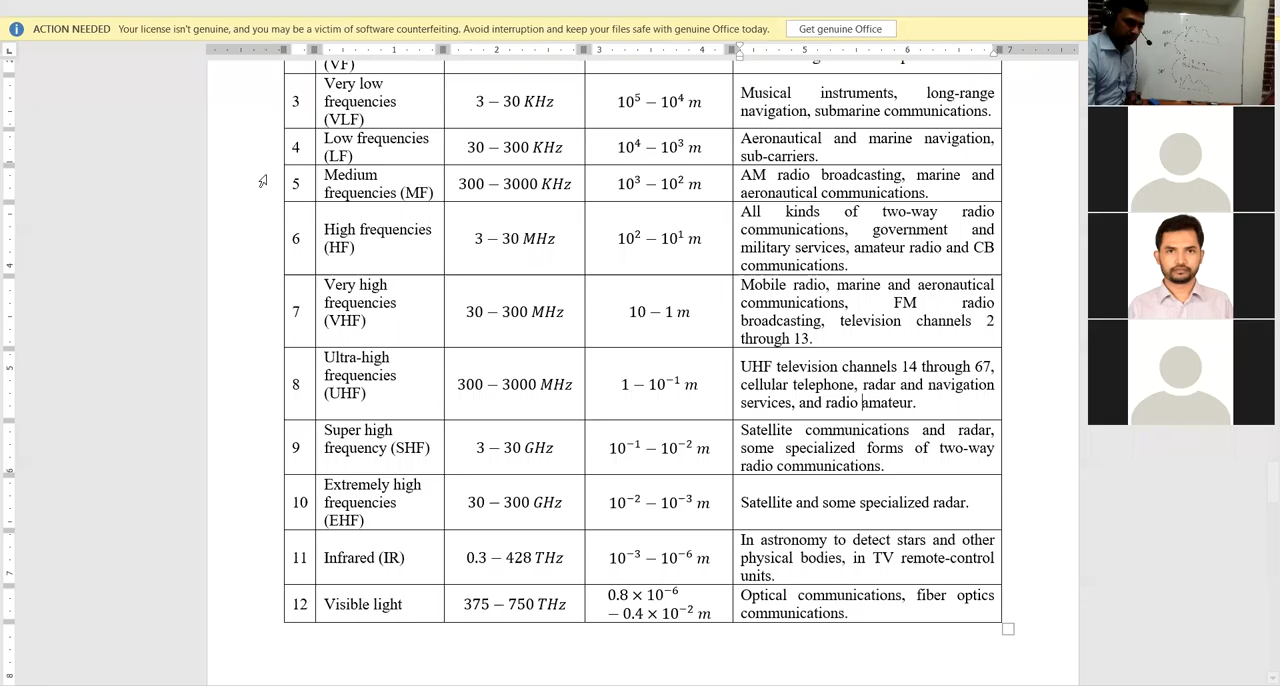 ACTION NEEDED Your license isn't genuine, and you may be a victim of software counterfeiting. Avoid interruption and keep your files safe with genuine Office today. Get genuine Office
1 2 3 4 5 6 7
(VF)
3 Very low frequencies (VLF) 3 − 30 KHz 10⁵ − 10⁴ m Musical instruments, long-range navigation, submarine communications.
4 Low frequencies (LF) 30 − 300 KHz 10⁴ − 10³ m Aeronautical and marine navigation, sub-carriers.
5 Medium frequencies (MF) 300 − 3000 KHz 10³ − 10² m AM radio broadcasting, marine and aeronautical communications.
6 High frequencies (HF) 3 − 30 MHz 10² − 10¹ m All kinds of two-way radio communications, government and military services, amateur radio and CB communications.
7 Very high frequencies (VHF) 30 − 300 MHz 10 − 1 m Mobile radio, marine and aeronautical communications, FM radio broadcasting, television channels 2 through 13.
8 Ultra-high frequencies (UHF) 300 − 3000 MHz 1 − 10⁻¹ m UHF television channels 14 through 67, cellular telephone, radar and navigation services, and radio amateur.
9 Super high frequency (SHF) 3 − 30 GHz 10⁻¹ − 10⁻² m Satellite communications and radar, some specialized forms of two-way radio communications.
10 Extremely high frequencies (EHF) 30 − 300 GHz 10⁻² − 10⁻³ m Satellite and some specialized radar.
11 Infrared (IR) 0.3 − 428 THz 10⁻³ − 10⁻⁶ m In astronomy to detect stars and other physical bodies, in TV remote-control units.
12 Visible light 375 − 750 THz 0.8 × 10⁻⁶ − 0.4 × 10⁻² m Optical communications, fiber optics communications.